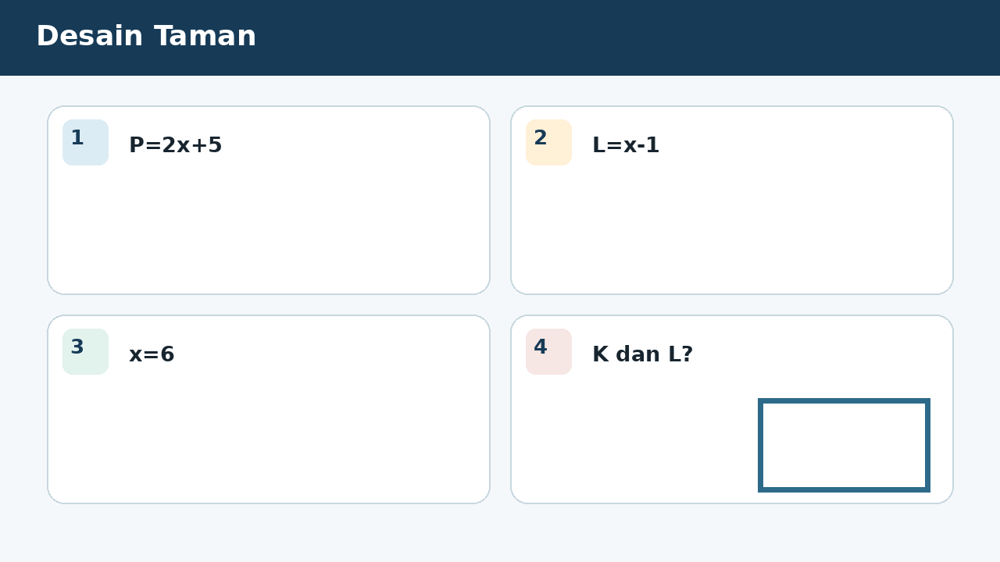 Desain Taman
1
P=2x+5
2
L=x-1
3
x=6
4
K dan L?